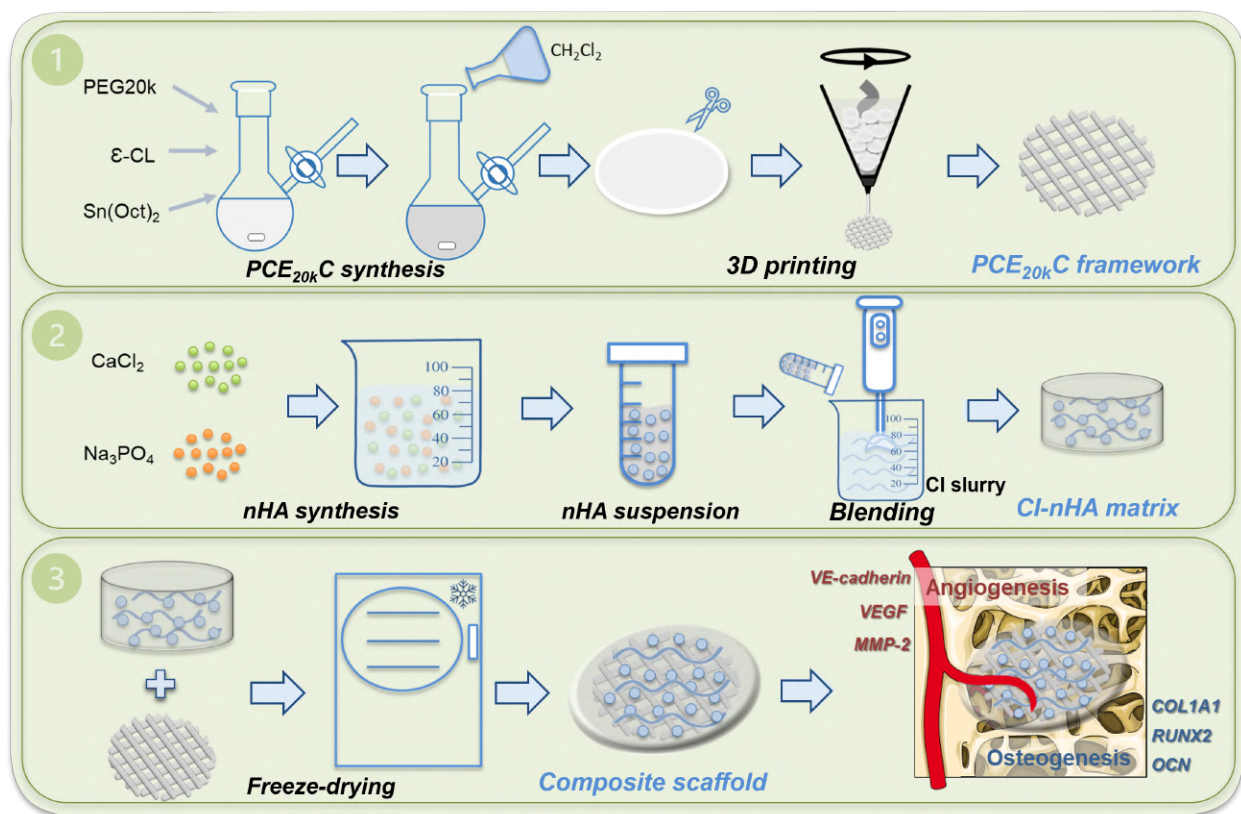 1
PEG20k
Ɛ-CL
Sn(Oct)₂
CH₂Cl₂
PCE₂₀ₖC synthesis
3D printing
PCE₂₀ₖC framework
2
CaCl₂
Na₃PO₄
100
80
60
40
20
100
80
60
40
20
CI slurry
nHA synthesis
nHA suspension
Blending
CI-nHA matrix
3
Freeze-drying
Composite scaffold
VE-cadherin
VEGF
MMP-2
Angiogenesis
Osteogenesis
COL1A1
RUNX2
OCN